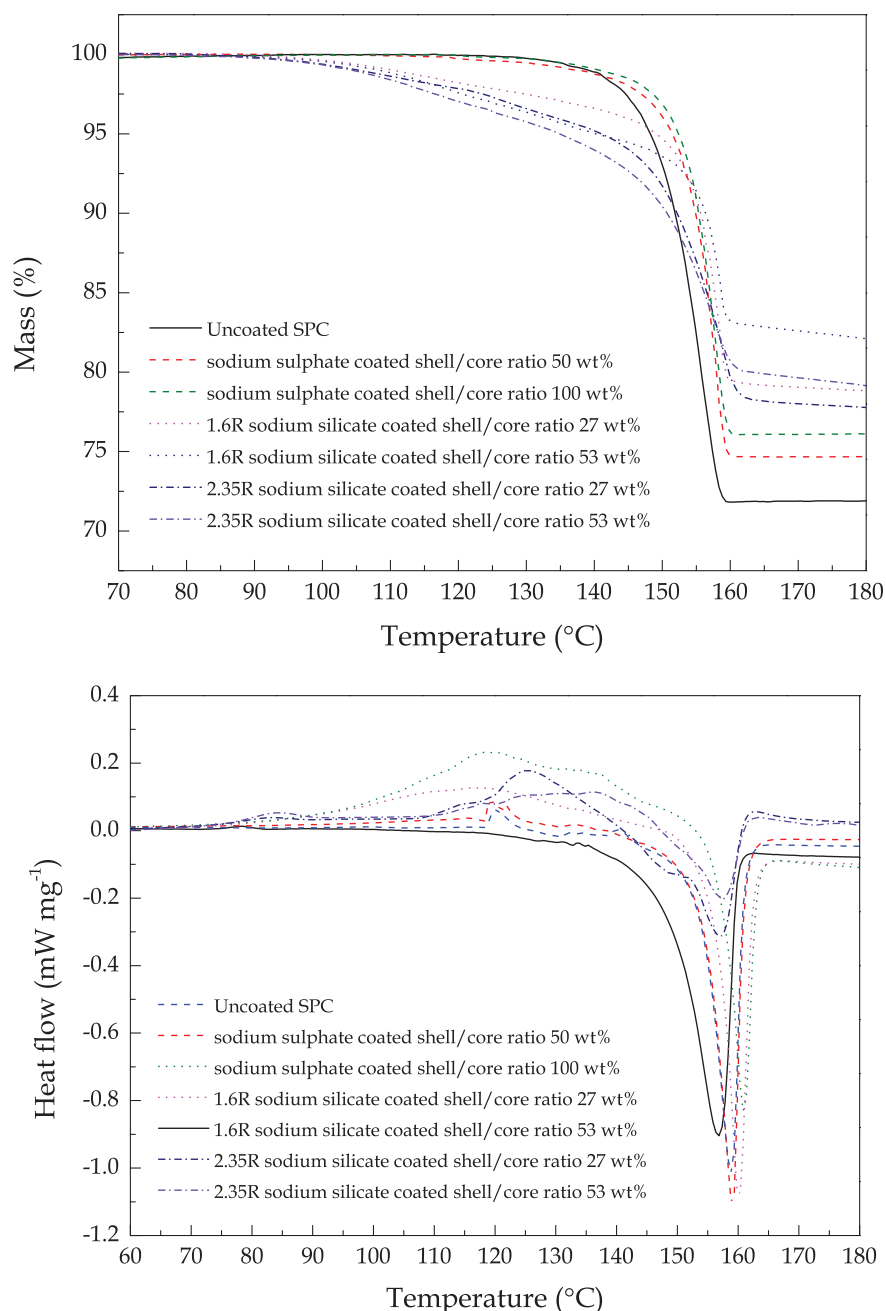 100
95
90
85
80
75
70
Mass (%)
Uncoated SPC
sodium sulphate coated shell/core ratio 50 wt%
sodium sulphate coated shell/core ratio 100 wt%
1.6R sodium silicate coated shell/core ratio 27 wt%
1.6R sodium silicate coated shell/core ratio 53 wt%
2.35R sodium silicate coated shell/core ratio 27 wt%
2.35R sodium silicate coated shell/core ratio 53 wt%
70 80 90 100 110 120 130 140 150 160 170 180
Temperature (°C)
0.4
0.2
0.0
-0.2
-0.4
-0.6
-0.8
-1.0
-1.2
Heat flow (mW mg-1)
Uncoated SPC
sodium sulphate coated shell/core ratio 50 wt%
sodium sulphate coated shell/core ratio 100 wt%
1.6R sodium silicate coated shell/core ratio 27 wt%
1.6R sodium silicate coated shell/core ratio 53 wt%
2.35R sodium silicate coated shell/core ratio 27 wt%
2.35R sodium silicate coated shell/core ratio 53 wt%
60 70 80 90 100 110 120 130 140 150 160 170 180
Temperature (°C)